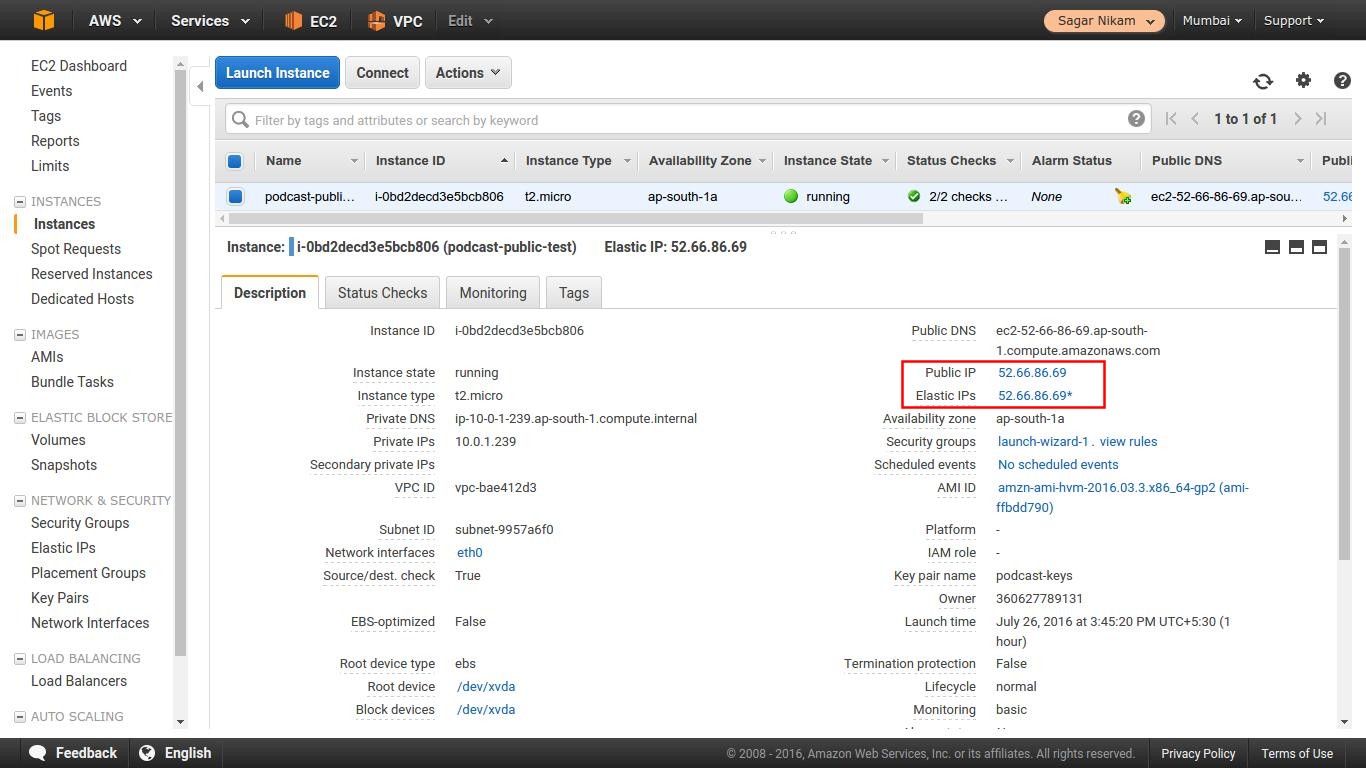 AWS Services EC2 VPC Edit Sagar Nikam Mumbai Support
EC2 Dashboard
Events
Tags
Reports
Limits
INSTANCES
Instances
Spot Requests
Reserved Instances
Dedicated Hosts
IMAGES
AMIs
Bundle Tasks
ELASTIC BLOCK STORE
Volumes
Snapshots
NETWORK & SECURITY
Security Groups
Elastic IPs
Placement Groups
Key Pairs
Network Interfaces
LOAD BALANCING
Load Balancers
AUTO SCALING
Launch Instance Connect Actions
Filter by tags and attributes or search by keyword 1 to 1 of 1
Name Instance ID Instance Type Availability Zone Instance State Status Checks Alarm Status Public DNS Publi
podcast-publi... i-0bd2decd3e5bcb806 t2.micro ap-south-1a running 2/2 checks ... None ec2-52-66-86-69.ap-sou... 52.66
Instance: i-0bd2decd3e5bcb806 (podcast-public-test) Elastic IP: 52.66.86.69
Description Status Checks Monitoring Tags
Instance ID i-0bd2decd3e5bcb806
Instance state running
Instance type t2.micro
Private DNS ip-10-0-1-239.ap-south-1.compute.internal
Private IPs 10.0.1.239
Secondary private IPs
VPC ID vpc-bae412d3
Subnet ID subnet-9957a6f0
Network interfaces eth0
Source/dest. check True
EBS-optimized False
Root device type ebs
Root device /dev/xvda
Block devices /dev/xvda
Public DNS ec2-52-66-86-69.ap-south-
1.compute.amazonaws.com
Public IP 52.66.86.69
Elastic IPs 52.66.86.69*
Availability zone ap-south-1a
Security groups launch-wizard-1 . view rules
Scheduled events No scheduled events
AMI ID amzn-ami-hvm-2016.03.3.x86_64-gp2 (ami-
ffbdd790)
Platform -
IAM role -
Key pair name podcast-keys
Owner 360627789131
Launch time July 26, 2016 at 3:45:20 PM UTC+5:30 (1
hour)
Termination protection False
Lifecycle normal
Monitoring basic
Feedback English © 2008 - 2016, Amazon Web Services, Inc. or its affiliates. All rights reserved. Privacy Policy Terms of Use